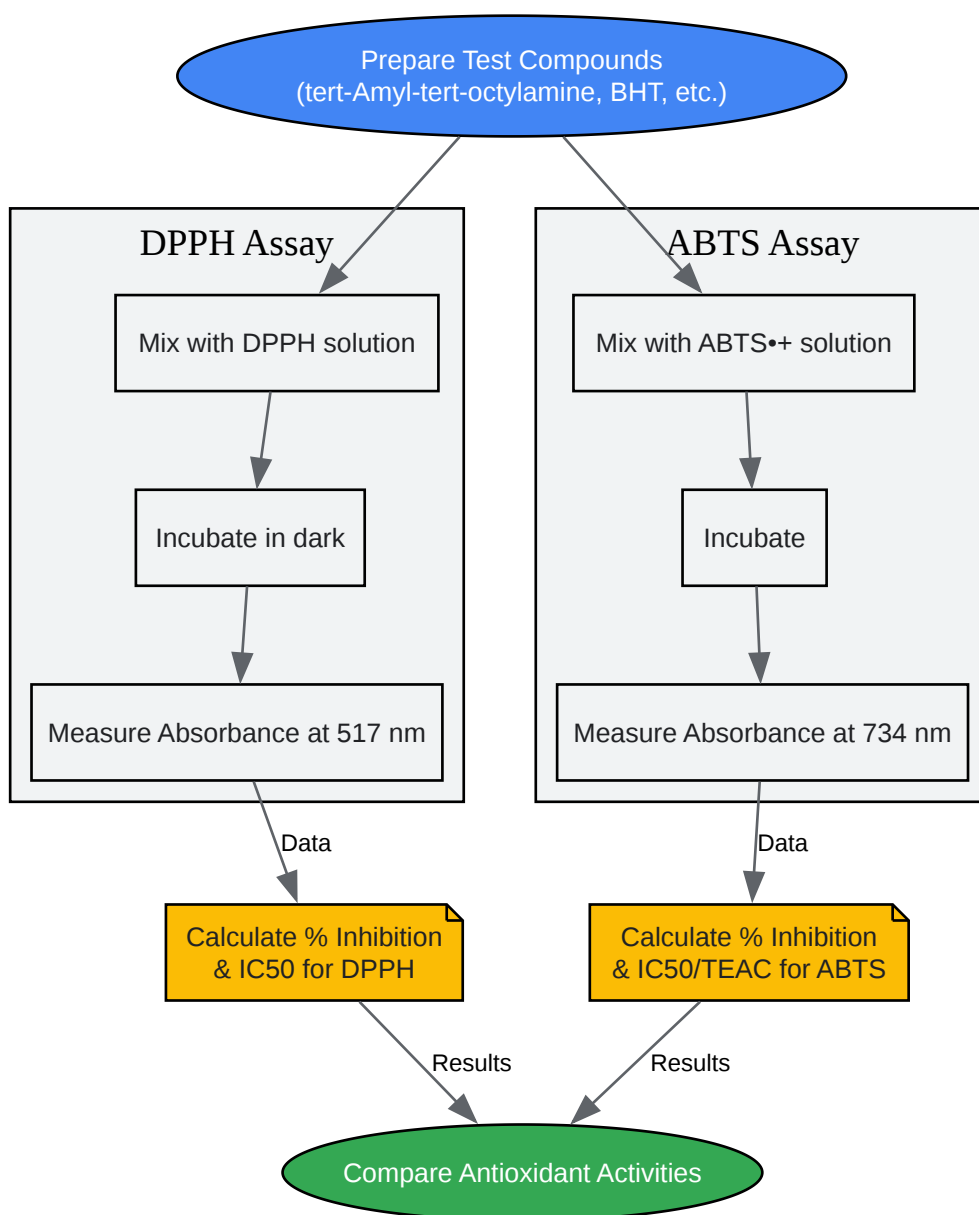 Prepare Test Compounds
(tert-Amyl-tert-octylamine, BHT, etc.)
DPPH Assay
Mix with DPPH solution
Incubate in dark
Measure Absorbance at 517 nm
Data
Calculate % Inhibition
& IC50 for DPPH
Results
ABTS Assay
Mix with ABTS•+ solution
Incubate
Measure Absorbance at 734 nm
Data
Calculate % Inhibition
& IC50/TEAC for ABTS
Results
Compare Antioxidant Activities